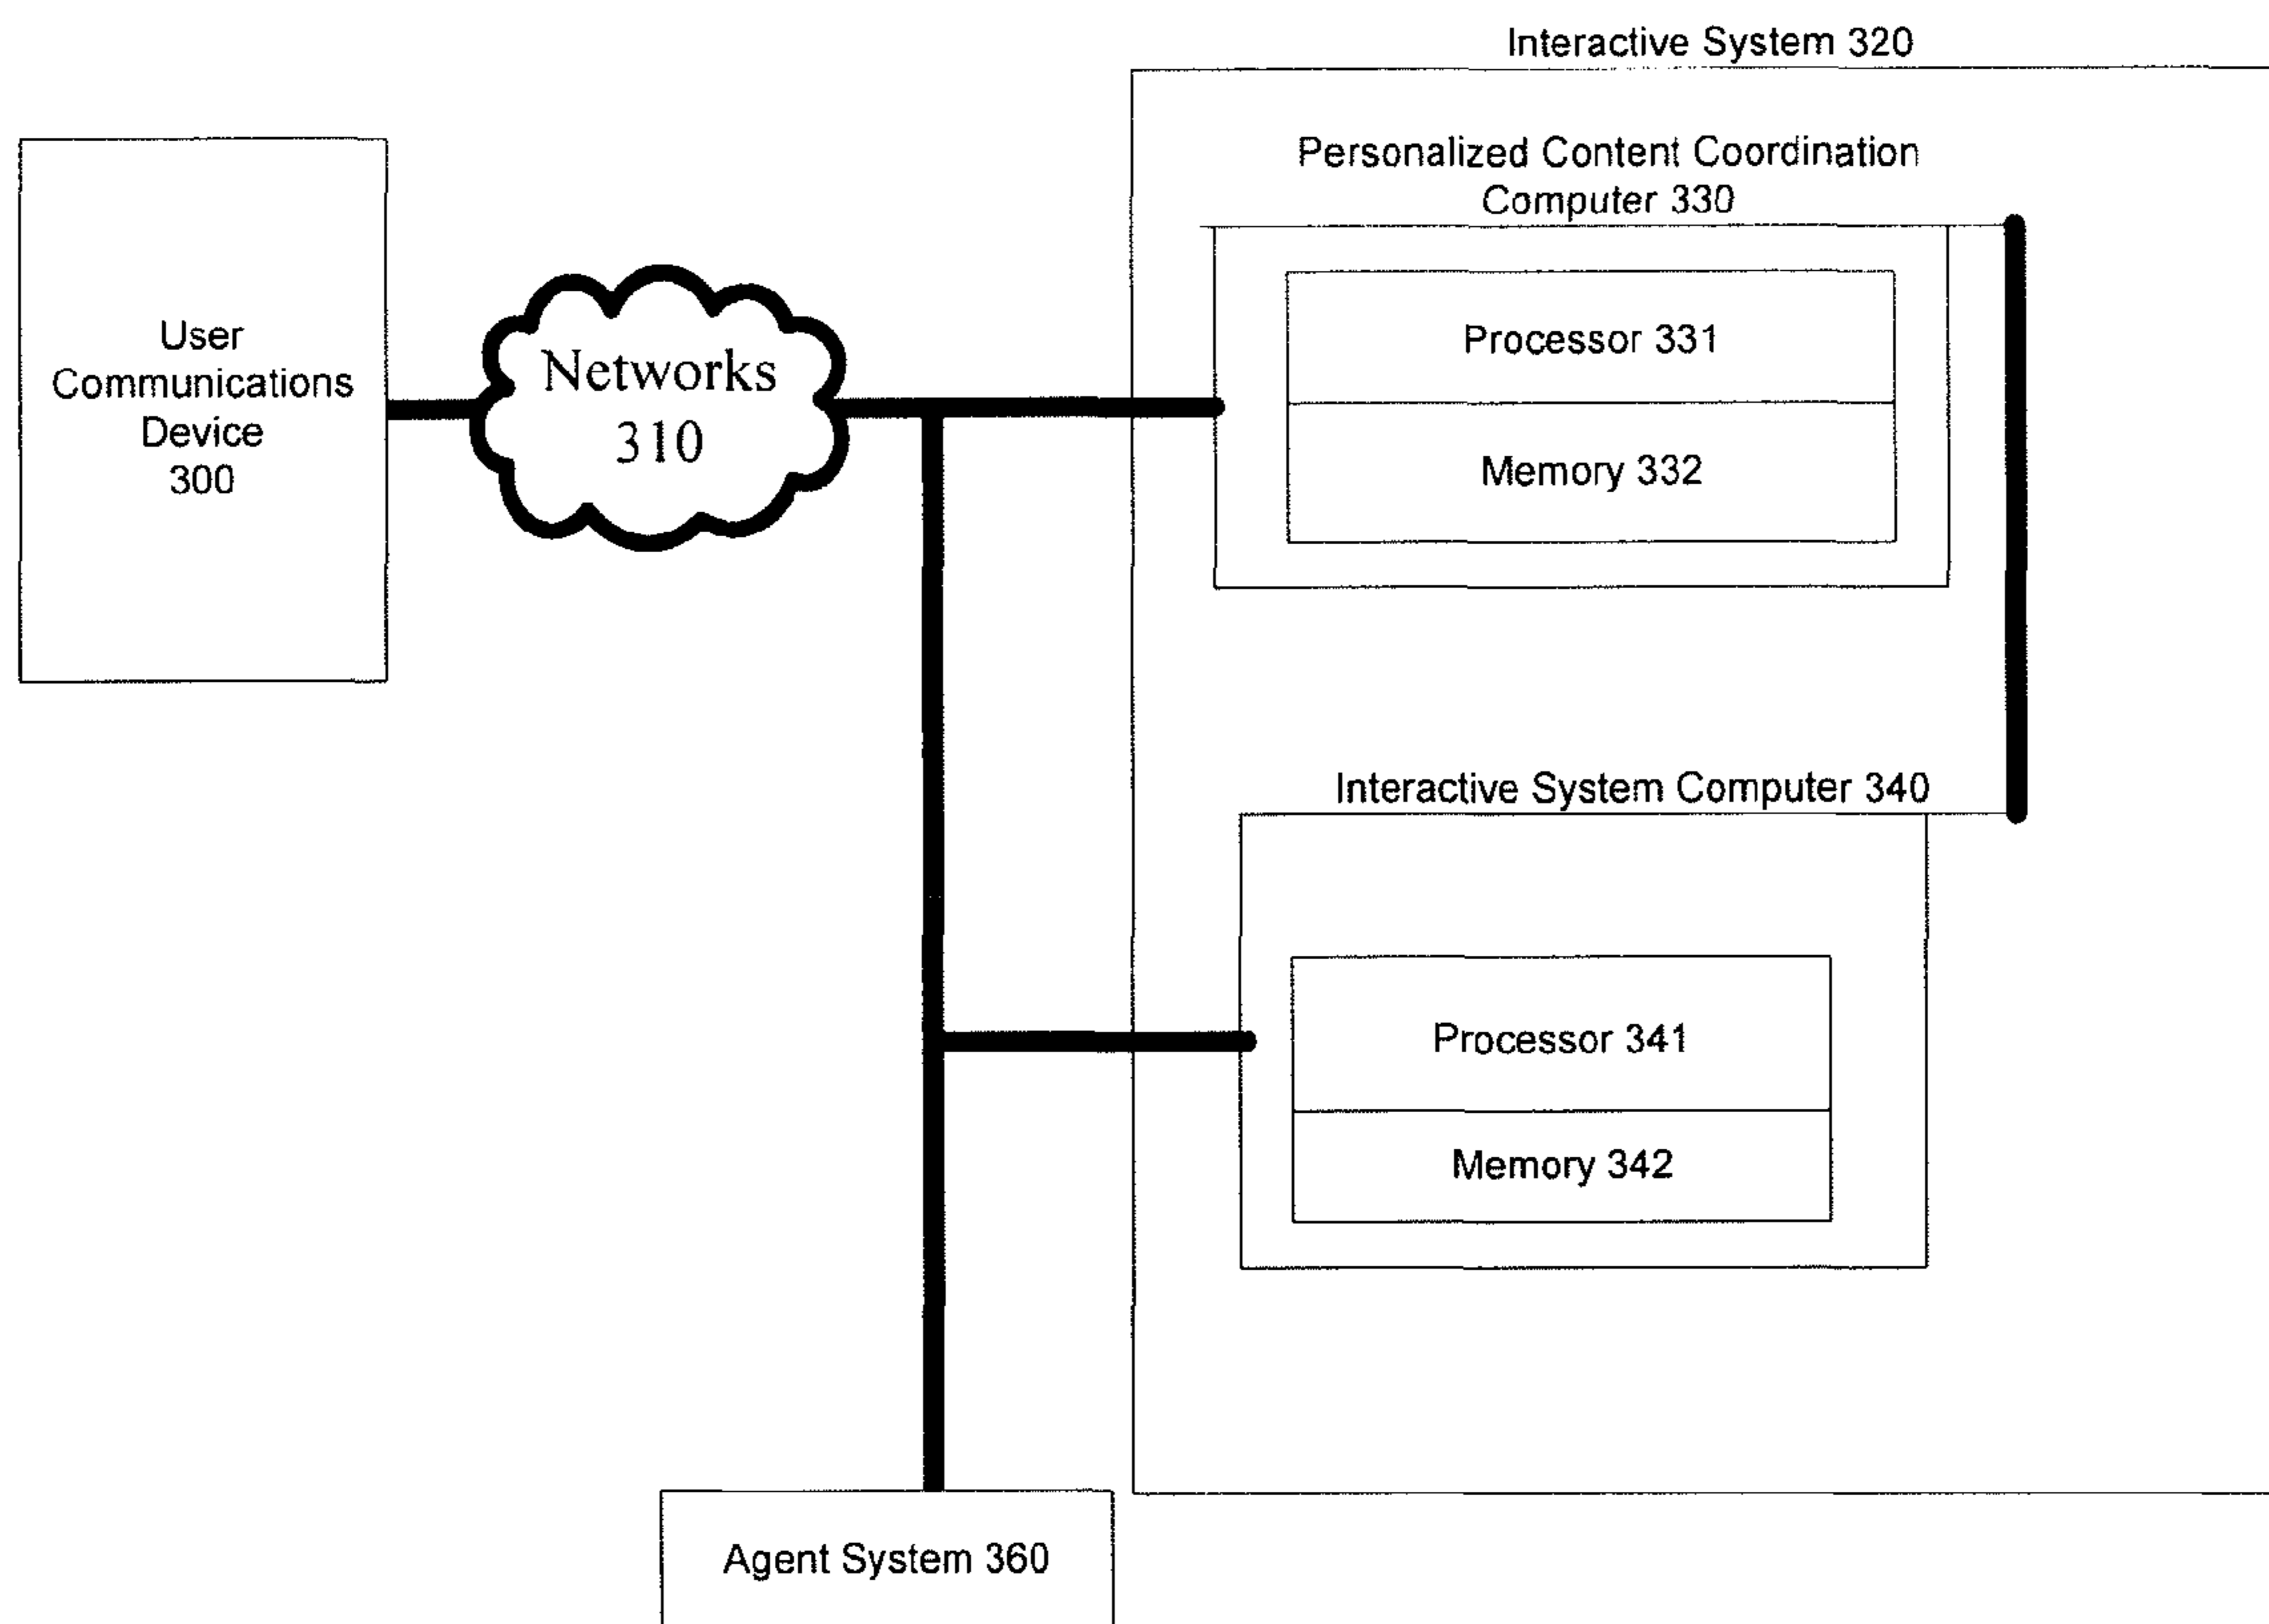 Interactive System 320
Personalized Content Coordination
Computer 330
User
Communications
Device
300
Networks
310
Processor 331
Memory 332
Interactive System Computer 340
Processor 341
Memory 342
Agent System 360